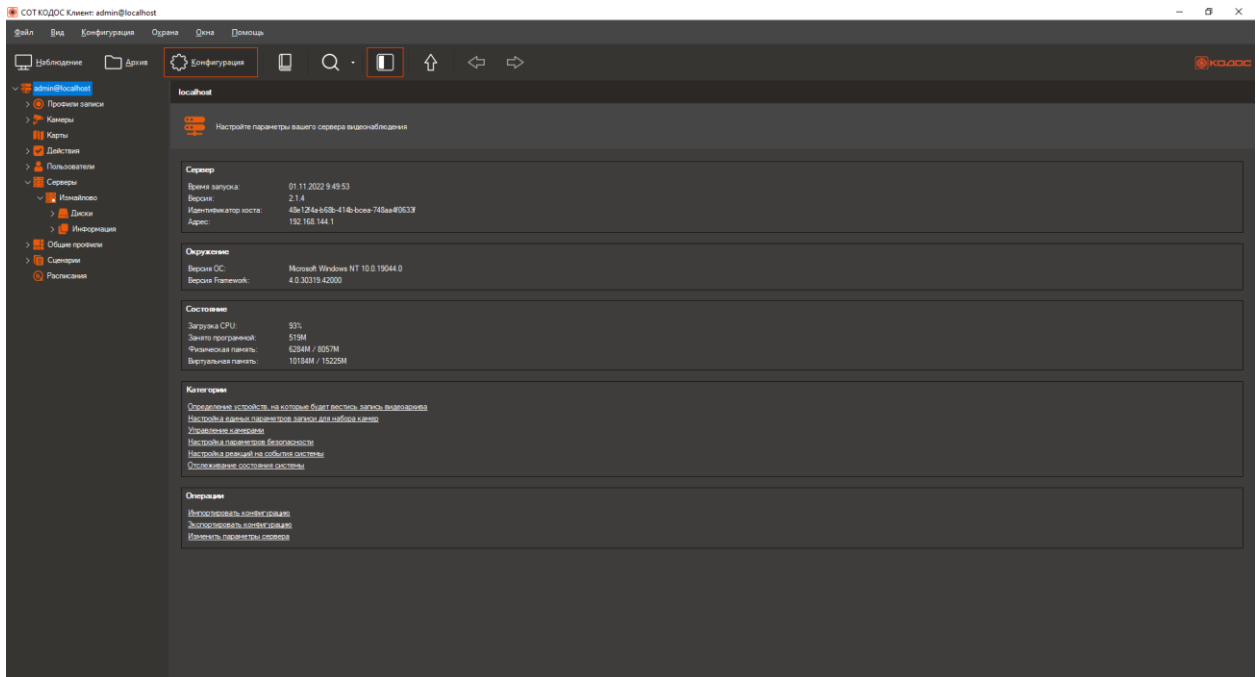 СОТ КОДОС Клиент: admin@localhost
Файл Вид Конфигурация Охрана Окна Помощь
Наблюдение Архив Конфигурация
КОДОС
admin@localhost
Профили записи
Камеры
Карты
Действия
Пользователи
Серверы
Измайлово
Диски
Информация
Общие профили
Сценарии
Расписания
localhost
Настройте параметры вашего сервера видеонаблюдения
Сервер
Время запуска: 01.11.2022 9:49:53
Версия: 2.1.4
Идентификатор хоста: 48e12f4a-b68b-414b-bcea-748aa4f0633f
Адрес: 192.168.144.1
Окружение
Версия ОС: Microsoft Windows NT 10.0.19044.0
Версия Framework: 4.0.30319.42000
Состояние
Загрузка CPU: 93%
Занято программой: 519M
Физическая память: 6284M / 8057M
Виртуальная память: 10184M / 15225M
Категории
Определение устройств, на которые будет вестись запись видеоархива
Настройка единых параметров записи для набора камер
Управление камерами
Настройка параметров безопасности
Настройка реакций на события системы
Отслеживание состояния системы
Операции
Импортировать конфигурацию
Экспортировать конфигурацию
Изменить параметры сервера